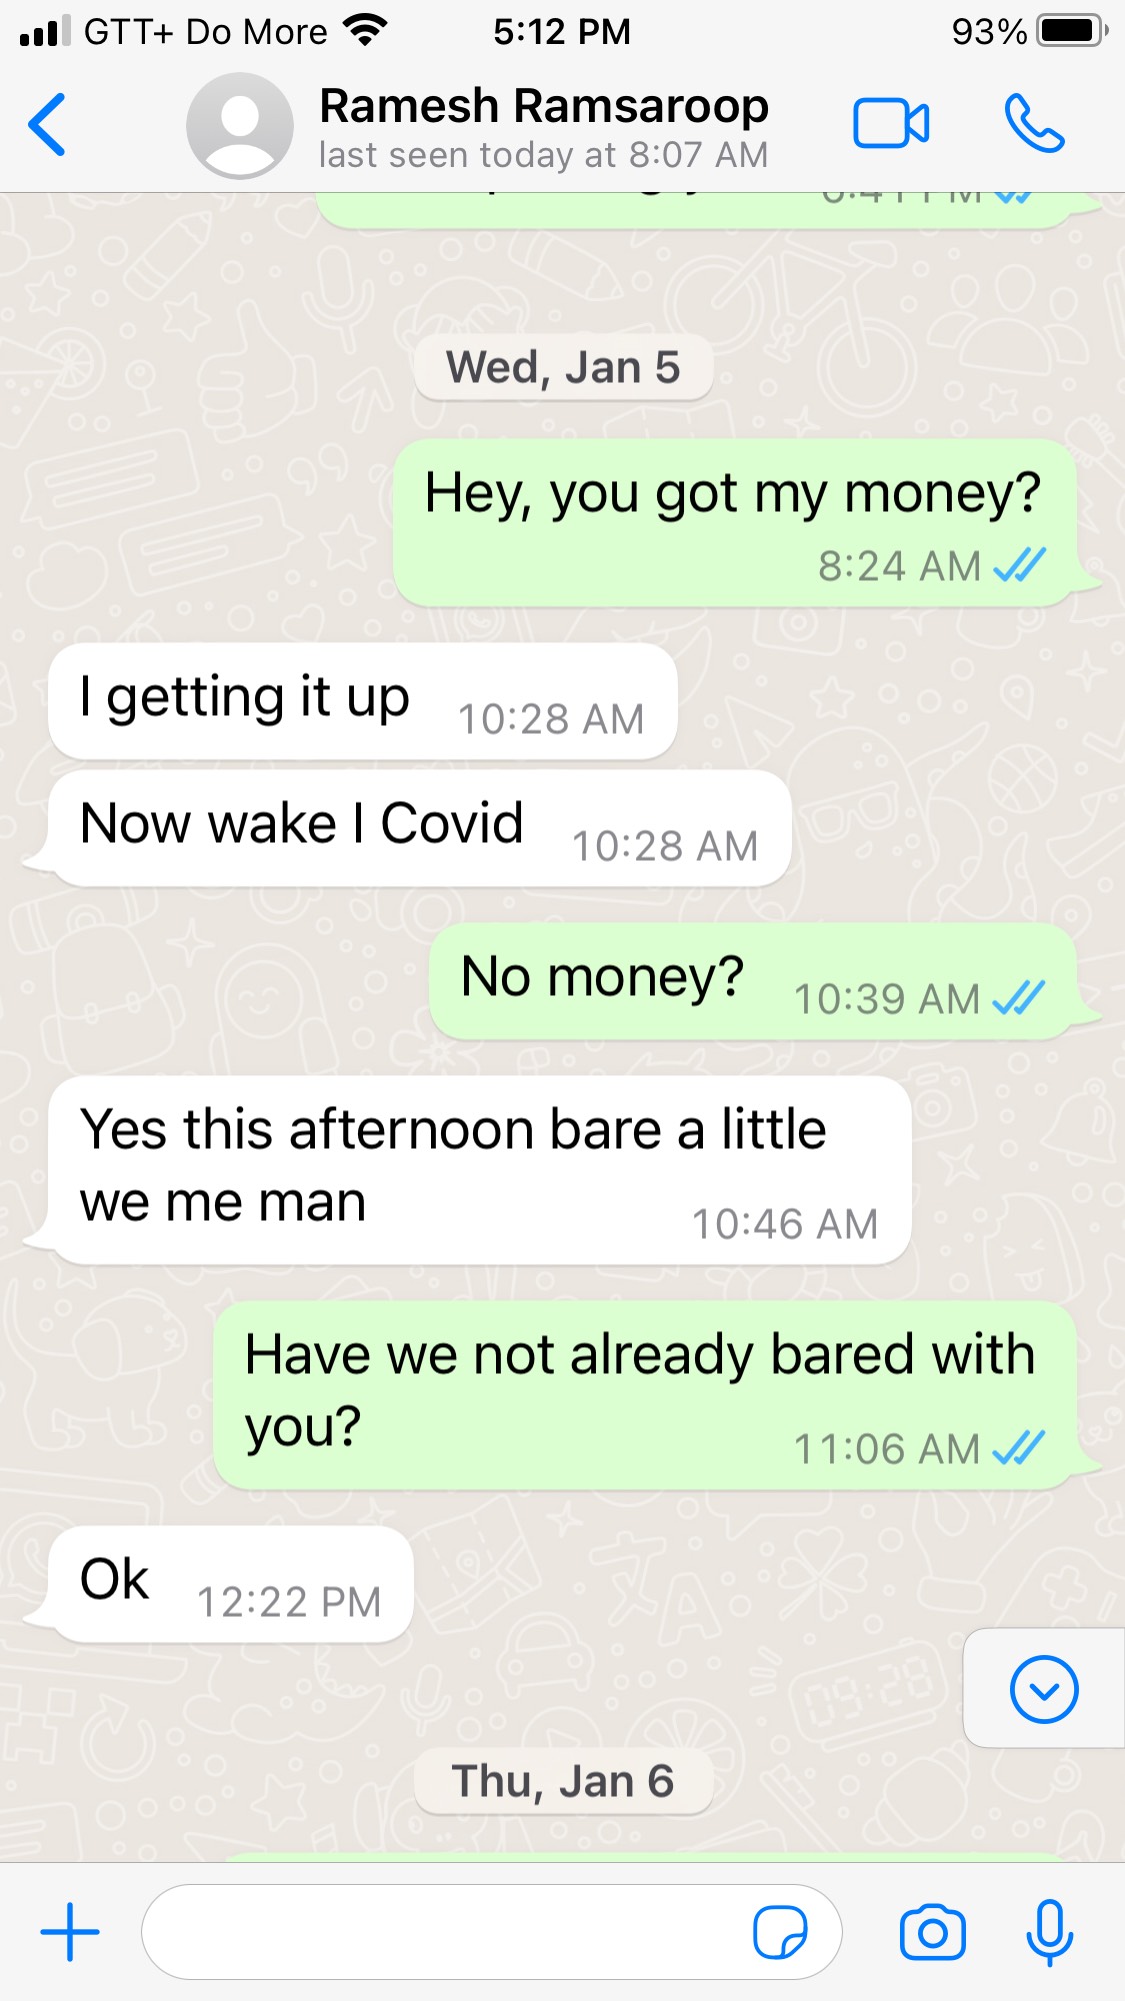 GTT+ Do More 5:12 PM 93%
Ramesh Ramsaroop
last seen today at 8:07 AM
Wed, Jan 5
Hey, you got my money?
8:24 AM
I getting it up 10:28 AM
Now wake I Covid 10:28 AM
No money? 10:39 AM
Yes this afternoon bare a little
we me man 10:46 AM
Have we not already bared with
you? 11:06 AM
Ok 12:22 PM
Thu, Jan 6